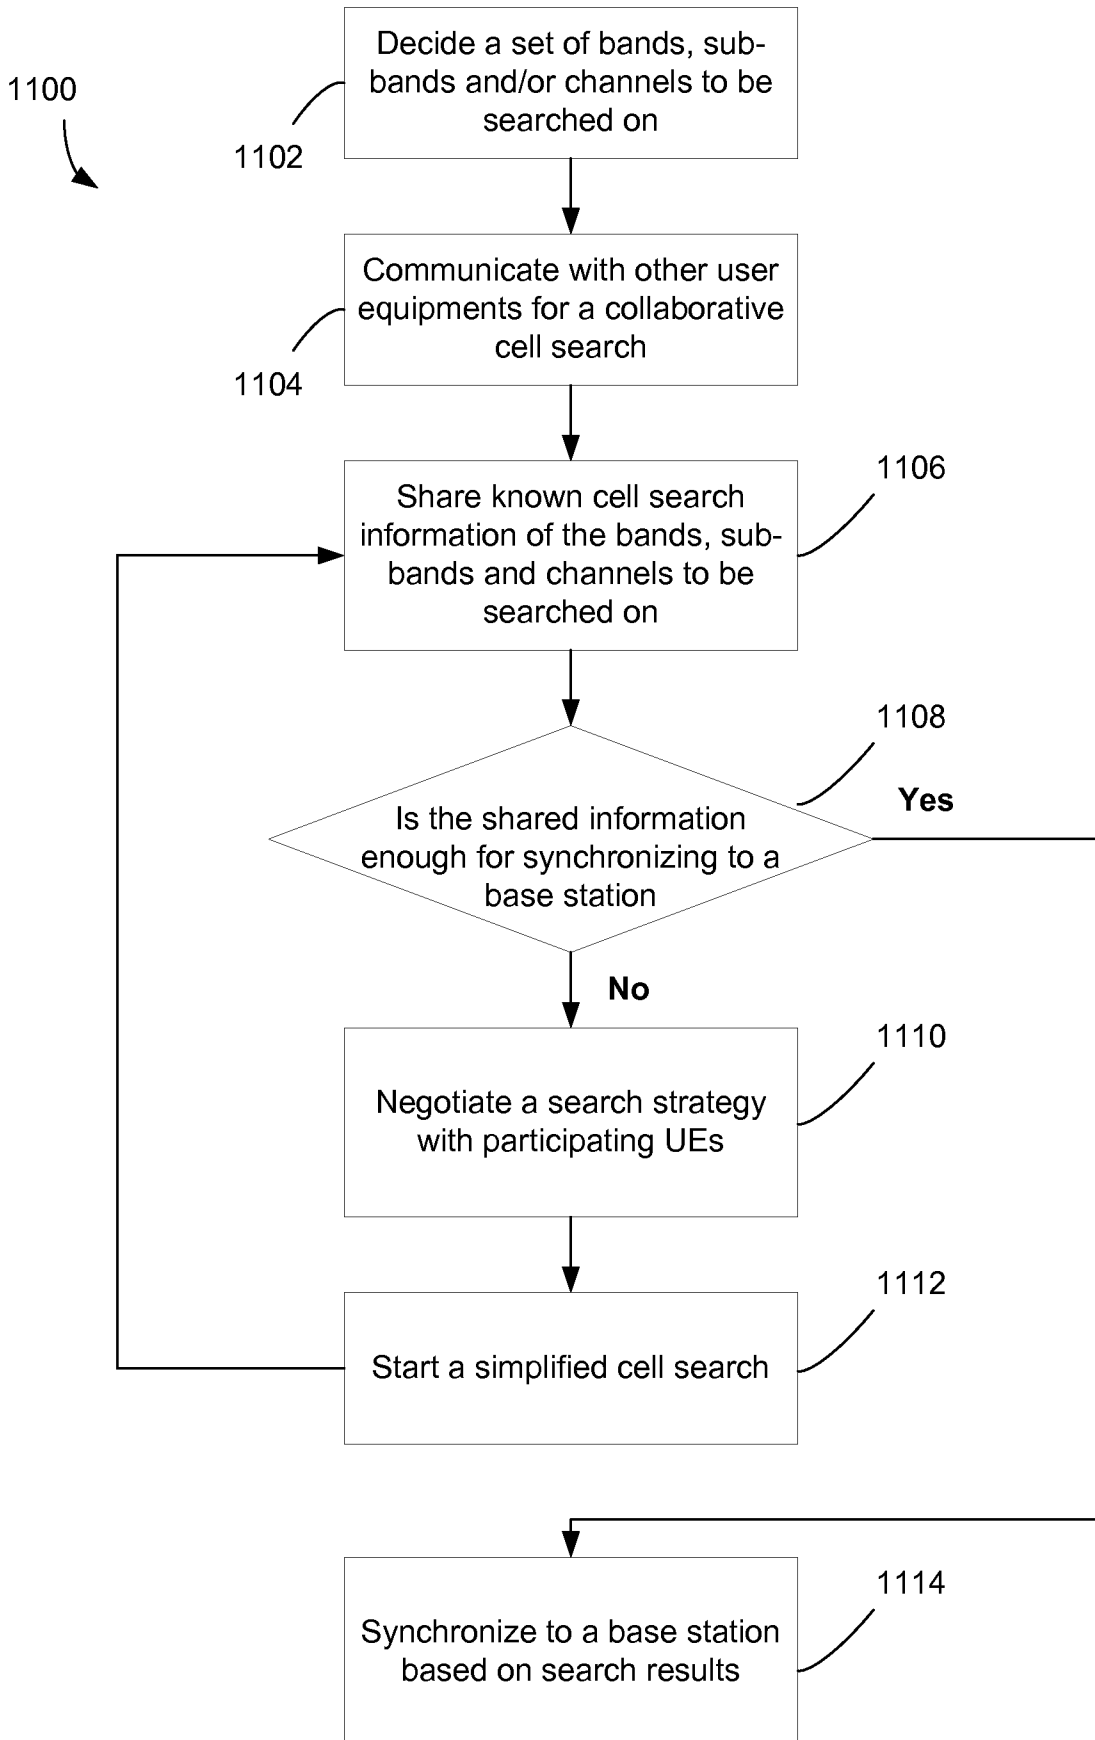 Decide a set of bands, sub-
bands and/or channels to be
searched on
1100
1102
Communicate with other user
equipments for a collaborative
cell search
1104
1106
Share known cell search
information of the bands, sub-
bands and channels to be
searched on
1108
Yes
Is the shared information
enough for synchronizing to a
base station
No
1110
Negotiate a search strategy
with participating UEs
1112
Start a simplified cell search
1114
Synchronize to a base station
based on search results